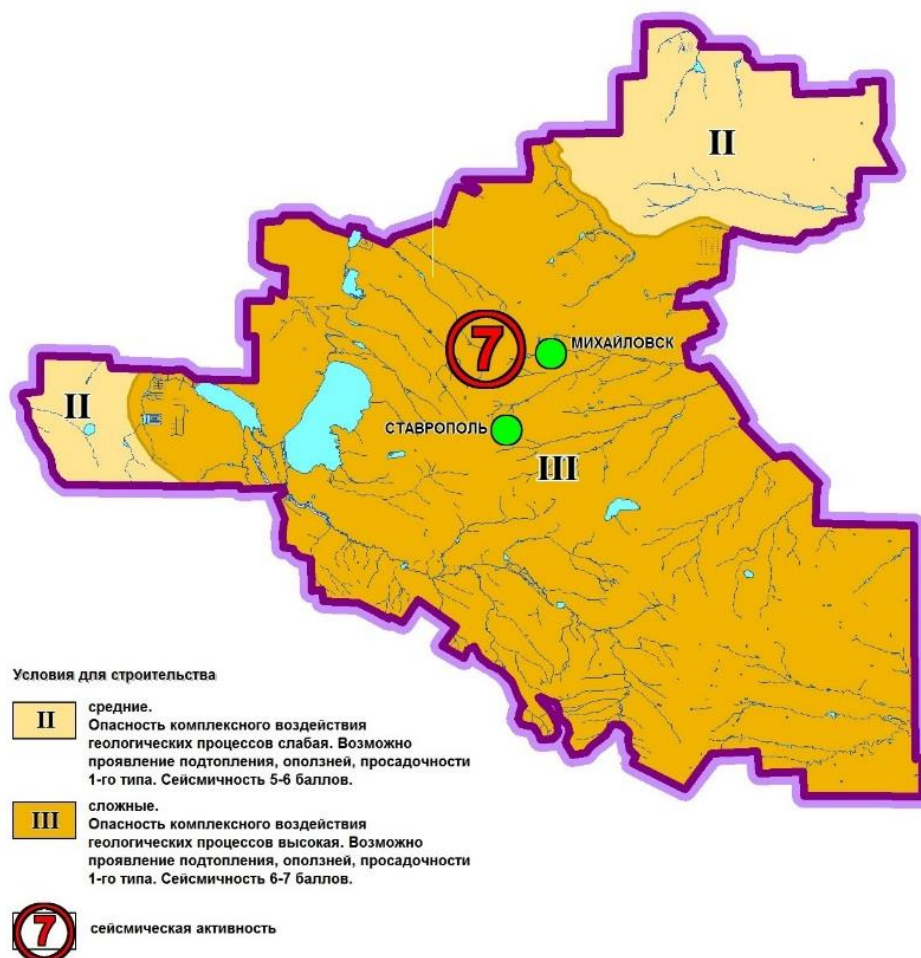 II
7
МИХАЙЛОВСК
II
СТАВРОПОЛЬ
III
Условия для строительства
II
средние.
Опасность комплексного воздействия
геологических процессов слабая. Возможно
проявление подтопления, оползней, просадочности
1-го типа. Сейсмичность 5-6 баллов.
III
сложные.
Опасность комплексного воздействия
геологических процессов высокая. Возможно
проявление подтопления, оползней, просадочности
1-го типа. Сейсмичность 6-7 баллов.
7
сейсмическая активность